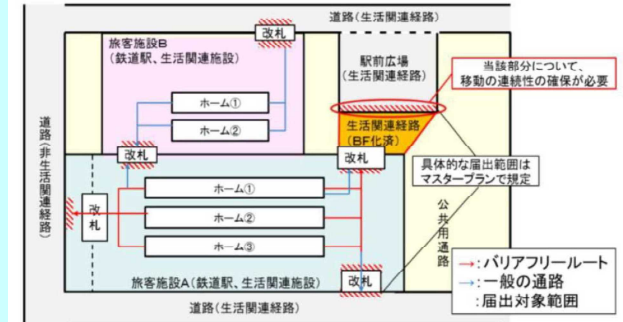 道路(生活関連経路)
改札
旅客施設B
(鉄道駅、生活関連施設)
駅前広場
(生活関連経路)
当該部分について、
移動の連続性の確保が必要
ホーム①
ホーム②
生活関連経路
(BF化済)
改札
改札
道路(非生活関連経路)
具体的な届出範囲は
マスタープランで規定
ホーム①
ホーム②
ホーム③
改札
公共用通路
旅客施設A(鉄道駅、生活関連施設)
改札
道路(生活関連経路)
→:バリアフリールート
→:一般の通路
:届出対象範囲